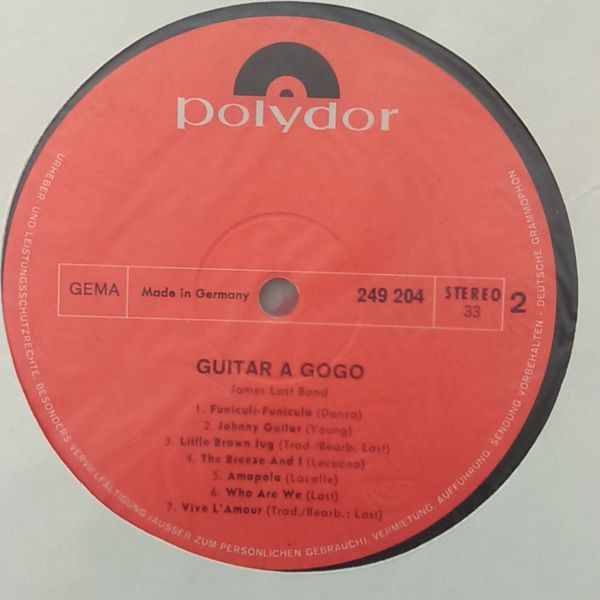 polydor
GEMA
Made in Germany
249 204
STEREO
33
2
GUITAR A GOGO
James Last Band
1. Funiculi-Funicula (Denza)
2. Johnny Guitar (Young)
3. Little Brown Jug (Trad./Bearb. Last)
4. The Breeze And I (Lecuona)
5. Amapola (Lacalle)
6. Who Are We (Last)
7. Vive L'Amour (Trad./Bearb.: Last)
URHEBER- UND LEISTUNGSSCHUTZRECHTE, BESONDERS VERVIELFÄLTIGUNG (AUSSER ZUM PERSÖNLICHEN GEBRAUCH), VERMIETUNG, AUFFÜHRUNG, SENDUNG VORBEHALTEN · DEUTSCHE GRAMMOPHON